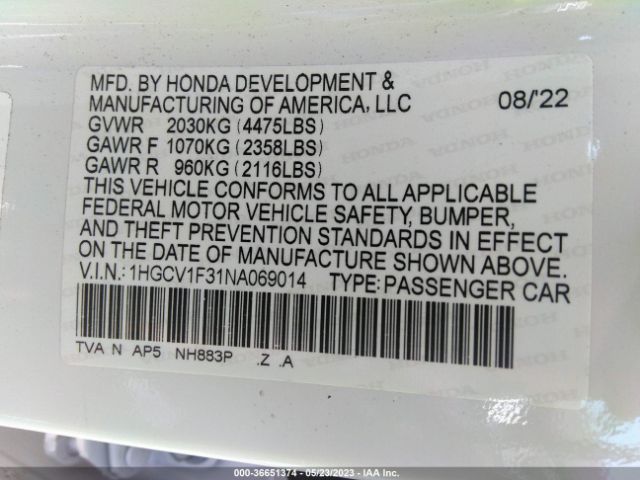 MFD. BY HONDA DEVELOPMENT &
MANUFACTURING OF AMERICA, LLC 08/'22
GVWR 2030KG (4475LBS)
GAWR F 1070KG (2358LBS)
GAWR R 960KG (2116LBS)
THIS VEHICLE CONFORMS TO ALL APPLICABLE
FEDERAL MOTOR VEHICLE SAFETY, BUMPER,
AND THEFT PREVENTION STANDARDS IN EFFECT
ON THE DATE OF MANUFACTURE SHOWN ABOVE.
V.I.N.: 1HGCV1F31NA069014 TYPE: PASSENGER CAR
TVA N AP5 NH883P .Z .A
000-36651374 - 05/23/2023 - IAA Inc.